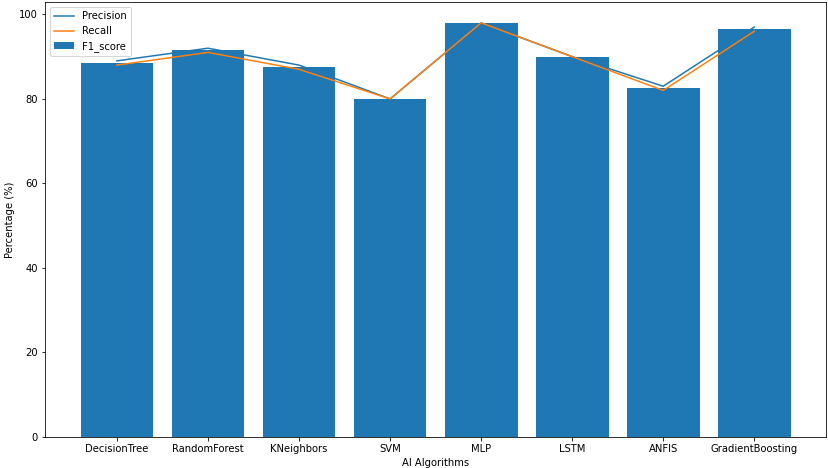 100
80
60
40
20
0
Percentage (%)
Precision
Recall
F1_score
DecisionTree RandomForest KNeighbors SVM MLP LSTM ANFIS GradientBoosting
AI Algorithms